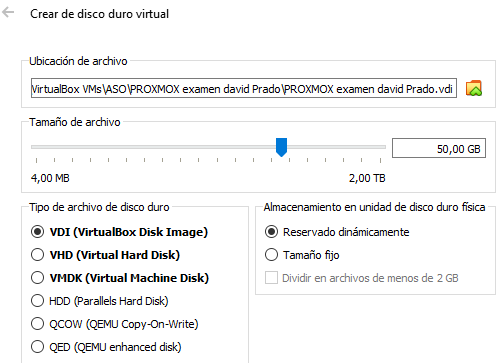 Crear de disco duro virtual
Ubicación de archivo
VirtualBox VMs\ASO\PROXMOX examen david Prado\PROXMOX examen david Prado.vdi
Tamaño de archivo
50,00 GB
4,00 MB
2,00 TB
Tipo de archivo de disco duro
VDI (VirtualBox Disk Image)
VHD (Virtual Hard Disk)
VMDK (Virtual Machine Disk)
HDD (Parallels Hard Disk)
QCOW (QEMU Copy-On-Write)
QED (QEMU enhanced disk)
Almacenamiento en unidad de disco duro física
Reservado dinámicamente
Tamaño fijo
Dividir en archivos de menos de 2 GB